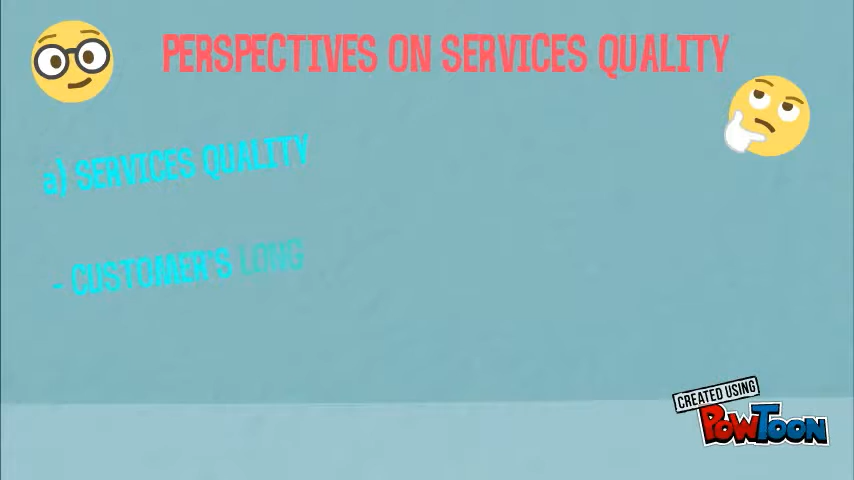 PERSPECTIVES ON SERVICES QUALITY
a) SERVICES QUALITY
- CUSTOMER'S LONG
CREATED USING
POWTOON